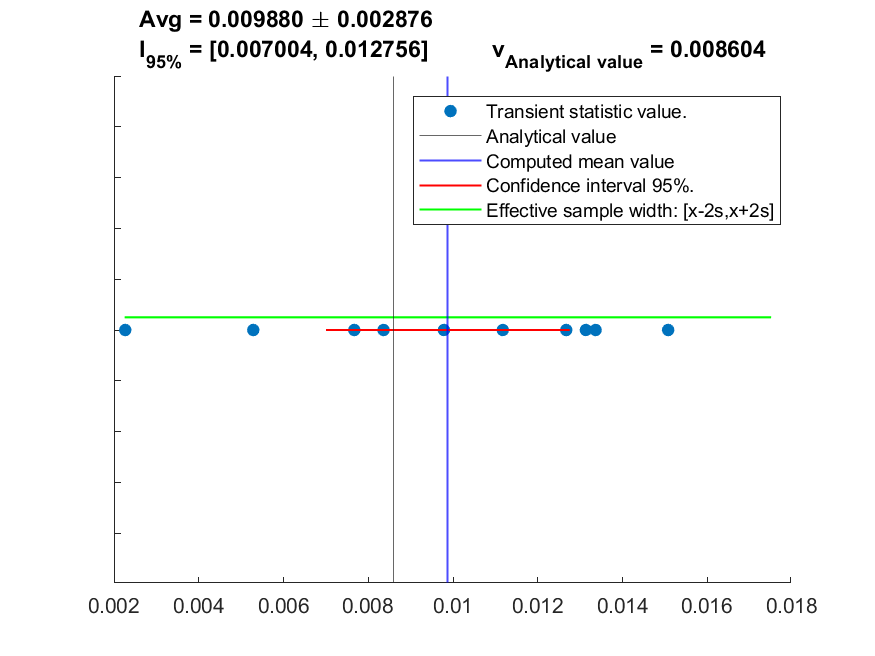 Avg = 0.009880 ± 0.002876
I95% = [0.007004, 0.012756] vAnalytical value = 0.008604
Transient statistic value.
Analytical value
Computed mean value
Confidence interval 95%.
Effective sample width: [x-2s,x+2s]
0.002 0.004 0.006 0.008 0.01 0.012 0.014 0.016 0.018